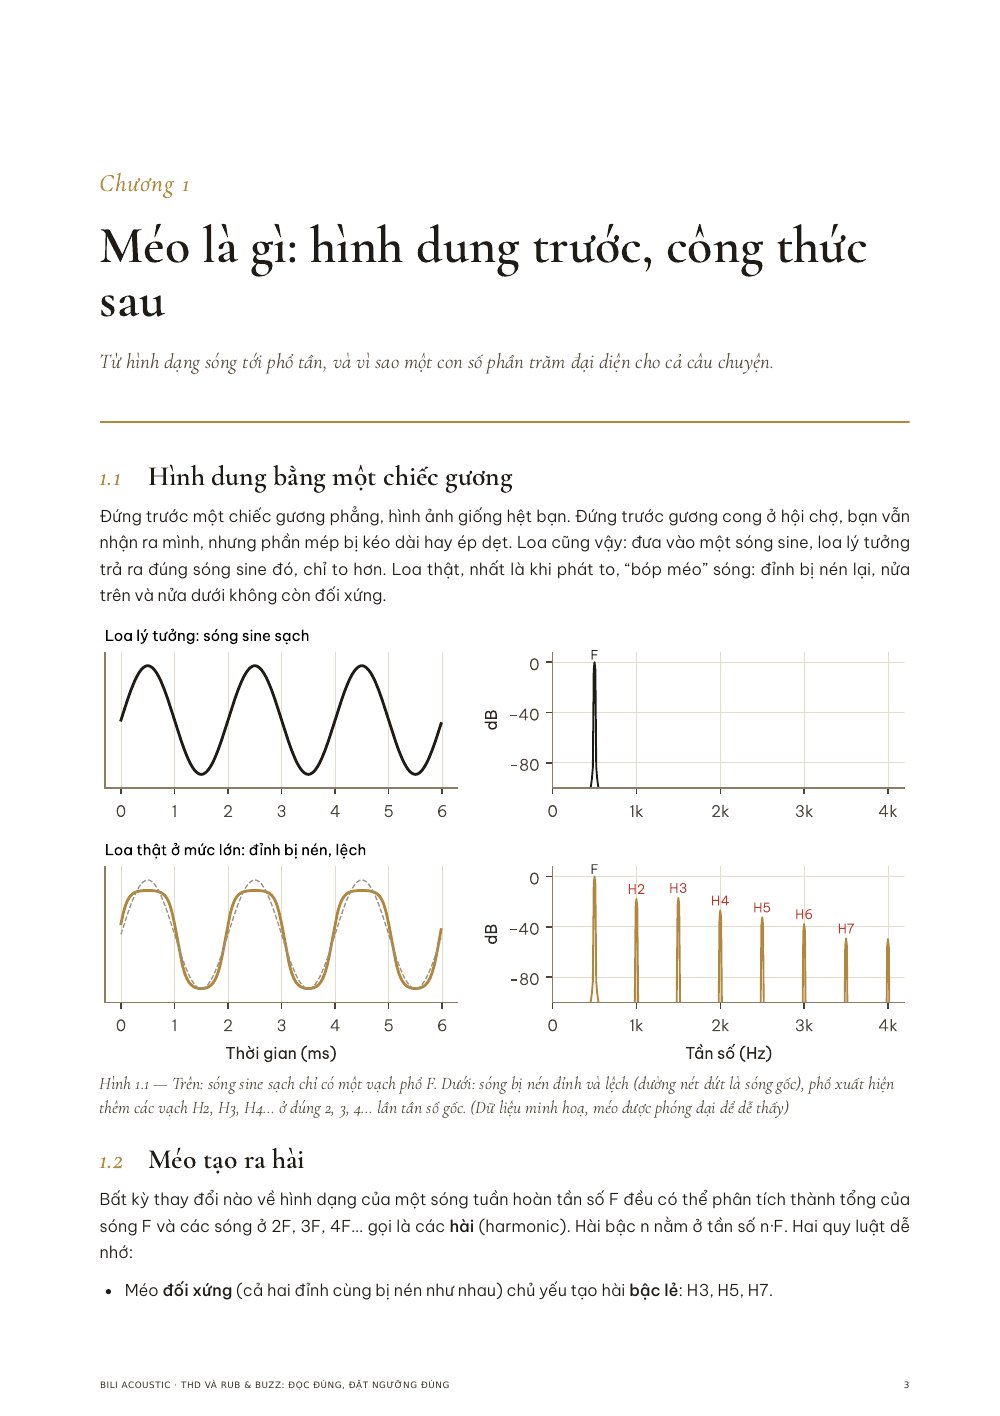 Chương 1
Méo là gì: hình dung trước, công thức
sau
Từ hình dạng sóng tới phổ tần, và vì sao một con số phần trăm đại diện cho cả câu chuyện.
1.1 Hình dung bằng một chiếc gương
Đứng trước một chiếc gương phẳng, hình ảnh giống hệt bạn. Đứng trước gương cong ở hội chợ, bạn vẫn
nhận ra mình, nhưng phần mép bị kéo dài hay ép dẹt. Loa cũng vậy: đưa vào một sóng sine, loa lý tưởng
trả ra đúng sóng sine đó, chỉ to hơn. Loa thật, nhất là khi phát to, “bóp méo” sóng: đỉnh bị nén lại, nửa
trên và nửa dưới không còn đối xứng.
Loa lý tưởng: sóng sine sạch
0 1 2 3 4 5 6
F
dB
0
−40
−80
0 1k 2k 3k 4k
Loa thật ở mức lớn: đỉnh bị nén, lệch
0 1 2 3 4 5 6
Thời gian (ms)
F H2 H3 H4 H5 H6 H7
dB
0
−40
−80
0 1k 2k 3k 4k
Tần số (Hz)
Hình 1.1 — Trên: sóng sine sạch chỉ có một vạch phổ F. Dưới: sóng bị nén đỉnh và lệch (đường nét đứt là sóng gốc), phổ xuất hiện
thêm các vạch H2, H3, H4... ở đúng 2, 3, 4... lần tần số gốc. (Dữ liệu minh hoạ, méo được phóng đại để dễ thấy)
1.2 Méo tạo ra hài
Bất kỳ thay đổi nào về hình dạng của một sóng tuần hoàn tần số F đều có thể phân tích thành tổng của
sóng F và các sóng ở 2F, 3F, 4F... gọi là các hài (harmonic). Hài bậc n nằm ở tần số n·F. Hai quy luật dễ
nhớ:
• Méo đối xứng (cả hai đỉnh cùng bị nén như nhau) chủ yếu tạo hài bậc lẻ: H3, H5, H7.
BILI ACOUSTIC · THD VÀ RUB & BUZZ: ĐỌC ĐÚNG, ĐẶT NGƯỠNG ĐÚNG 3